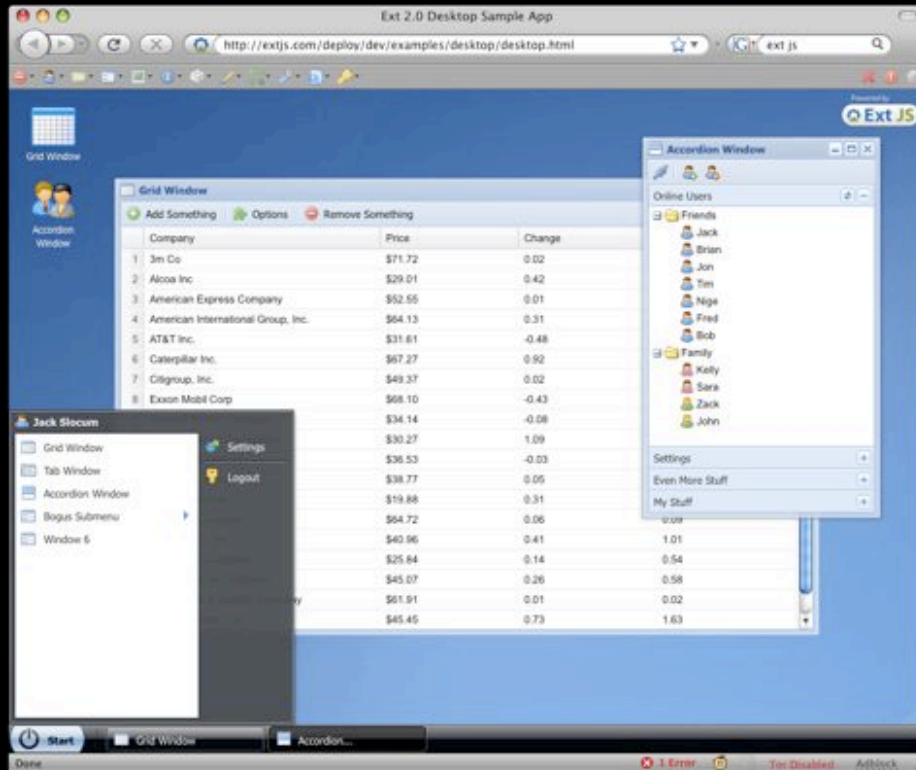 Ext 2.0 Desktop Sample App
http://extjs.com/deploy/dev/examples/desktop/desktop.html
ext js
Powered by
Ext JS
Grid Window
Accordion Window
Grid Window
Add Something Options Remove Something
Company Price Change
1 3m Co $71.72 0.02
2 Alcoa Inc $29.01 0.42
3 American Express Company $52.55 0.01
4 American International Group, Inc. $64.13 0.31
5 AT&T Inc. $31.61 -0.48
6 Caterpillar Inc. $67.27 0.92
7 Citigroup, Inc. $49.37 0.02
8 Exxon Mobil Corp $68.10 -0.43
$34.14 -0.08
$30.27 1.09
$36.53 -0.03
$38.77 0.05
$19.88 0.31
$64.72 0.06 0.09
$40.96 0.41 1.01
$25.84 0.14 0.54
$45.07 0.26 0.58
$61.91 0.01 0.02
$45.45 0.73 1.63
Accordion Window
Online Users
Friends
Jack
Brian
Jon
Tim
Nige
Fred
Bob
Family
Kelly
Sara
Zack
John
Settings
Even More Stuff
My Stuff
Jack Slocum
Grid Window
Tab Window
Accordion Window
Bogus Submenu
Window 6
Settings
Logout
Start
Grid Window
Accordion...
Done
1 Error
Tor Disabled
Adblock